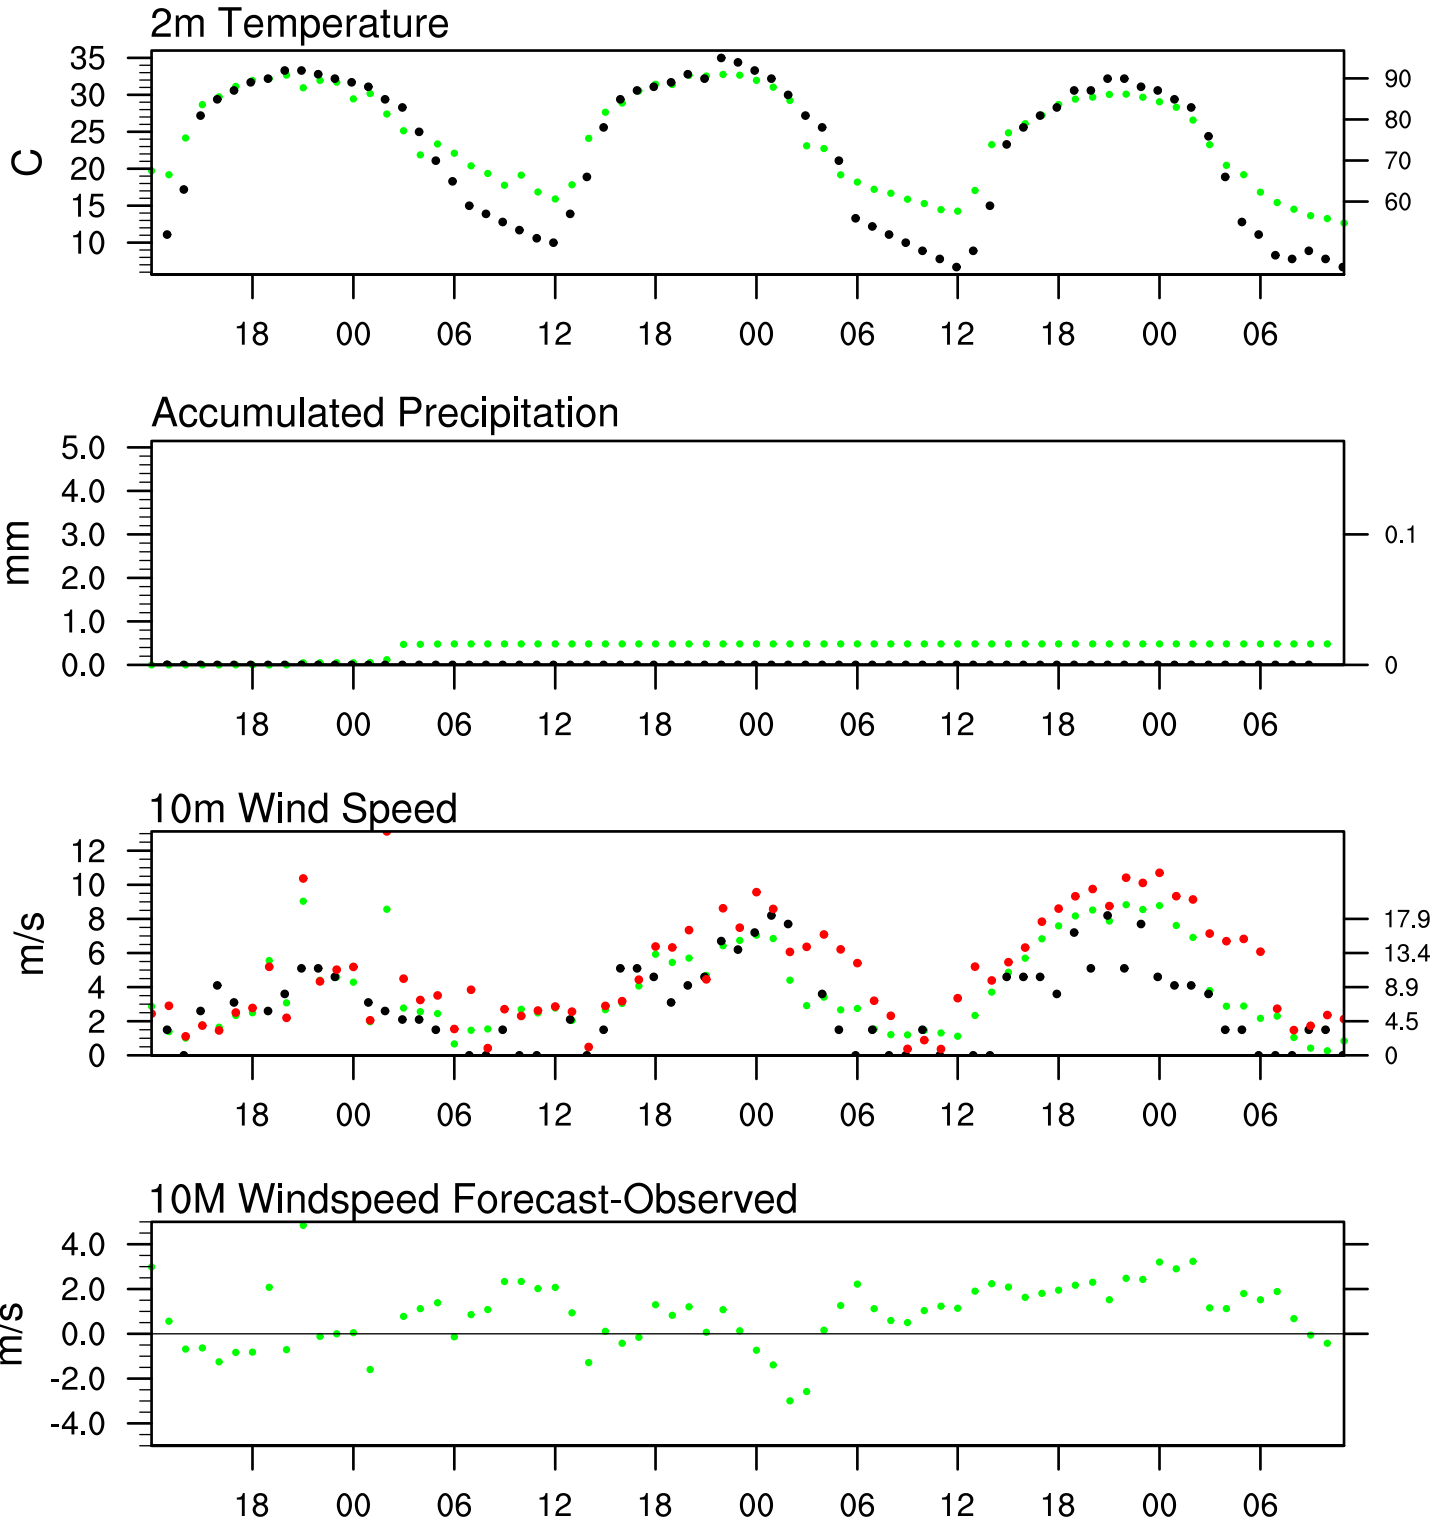 2m Temperature
35
30
25
20
15
10
C
90
80
70
60
18 00 06 12 18 00 06 12 18 00 06
Accumulated Precipitation
5.0
4.0
3.0
2.0
1.0
0.0
mm
0.1
0
18 00 06 12 18 00 06 12 18 00 06
10m Wind Speed
12
10
8
6
4
2
0
m/s
17.9
13.4
8.9
4.5
0
18 00 06 12 18 00 06 12 18 00 06
10M Windspeed Forecast-Observed
4.0
2.0
0.0
-2.0
-4.0
m/s
18 00 06 12 18 00 06 12 18 00 06